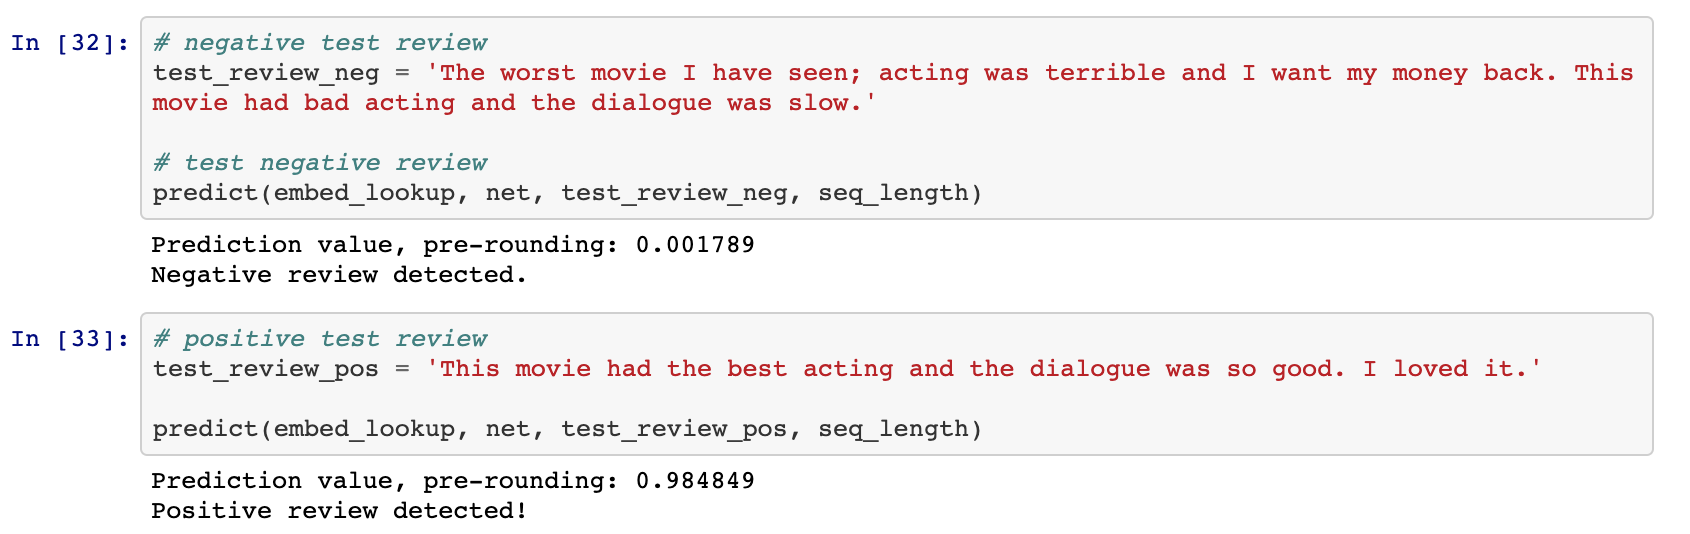 In [32]: # negative test review
test_review_neg = 'The worst movie I have seen; acting was terrible and I want my money back. This
movie had bad acting and the dialogue was slow.'
# test negative review
predict(embed_lookup, net, test_review_neg, seq_length)
Prediction value, pre-rounding: 0.001789
Negative review detected.
In [33]: # positive test review
test_review_pos = 'This movie had the best acting and the dialogue was so good. I loved it.'
predict(embed_lookup, net, test_review_pos, seq_length)
Prediction value, pre-rounding: 0.984849
Positive review detected!